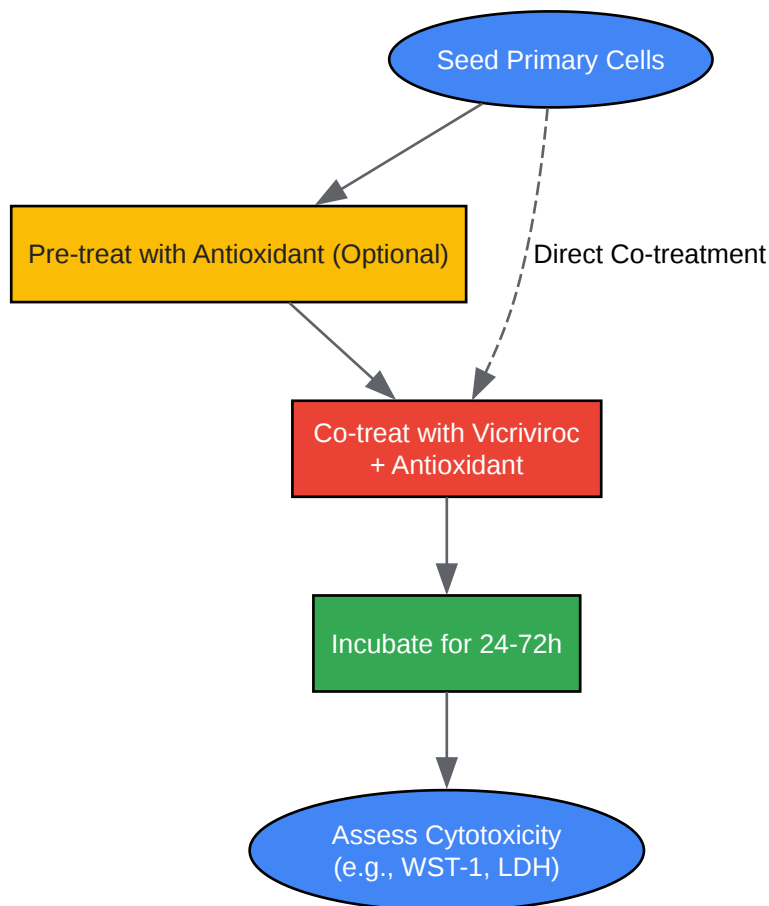 Seed Primary Cells
Pre-treat with Antioxidant (Optional)
Direct Co-treatment
Co-treat with Vicriviroc
+ Antioxidant
Incubate for 24-72h
Assess Cytotoxicity
(e.g., WST-1, LDH)